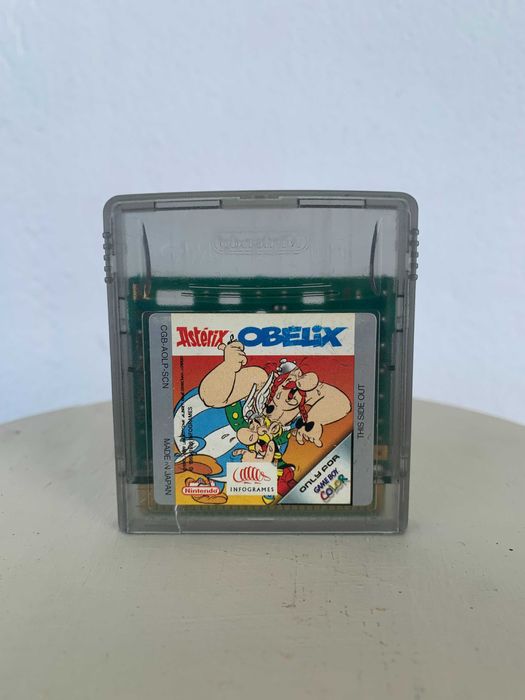 Astérix OBELIX
CGB-AOLP-SCN
MADE IN JAPAN
THIS SIDE OUT
ONLY FOR
GAME BOY
COLOR
Nintendo
INFOGRAMES